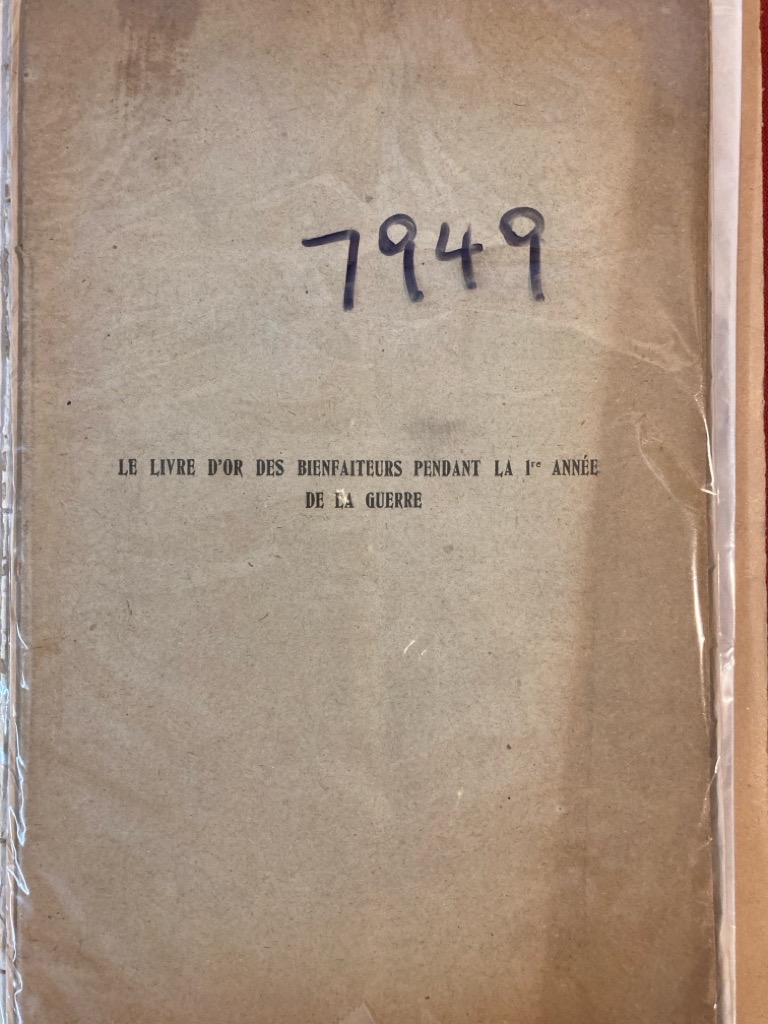 7949
LE LIVRE D'OR DES BIENFAITEURS PENDANT LA 1re ANNÉE
DE LA GUERRE